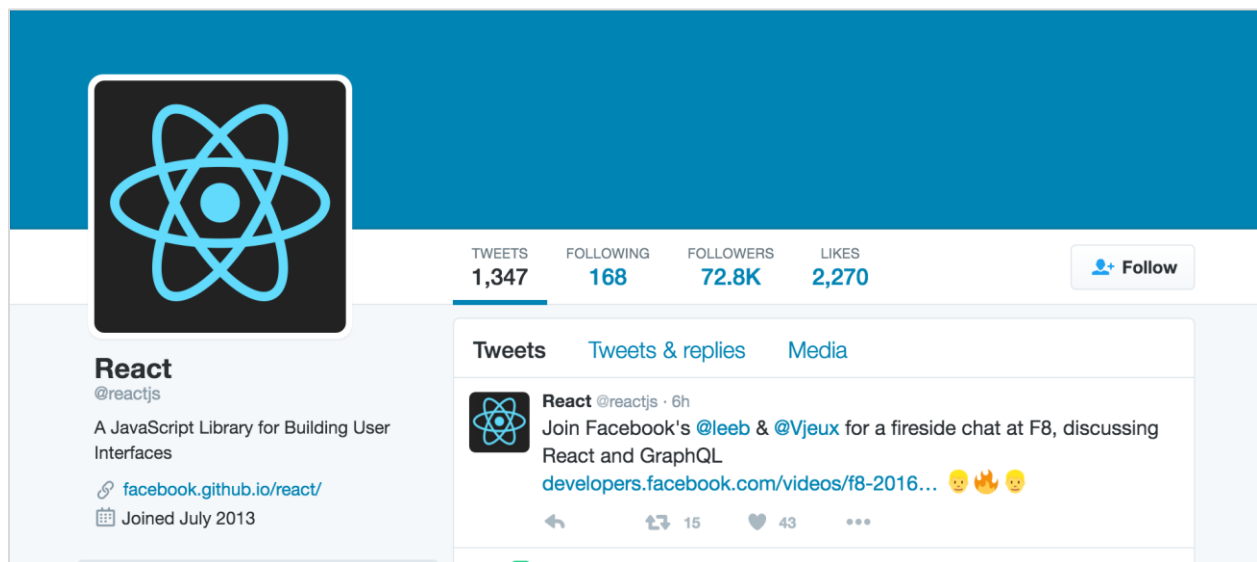 TWEETS FOLLOWING FOLLOWERS LIKES
1,347 168 72.8K 2,270
Follow
React
@reactjs
A JavaScript Library for Building User
Interfaces
facebook.github.io/react/
Joined July 2013
Tweets Tweets & replies Media
React @reactjs · 6h
Join Facebook's @leeb & @Vjeux for a fireside chat at F8, discussing
React and GraphQL
developers.facebook.com/videos/f8-2016… 👱🔥👱
15 43